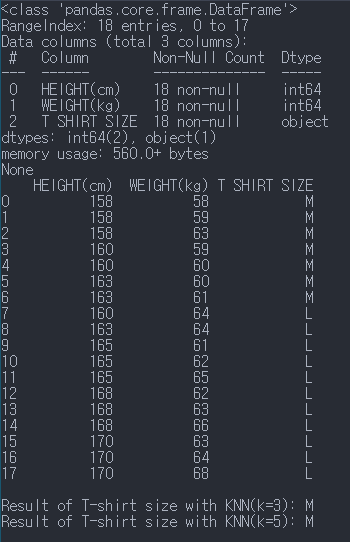 <class 'pandas.core.frame.DataFrame'>
RangeIndex: 18 entries, 0 to 17
Data columns (total 3 columns):
 #   Column        Non-Null Count  Dtype
---  ------        --------------  -----
 0   HEIGHT(cm)    18 non-null     int64
 1   WEIGHT(kg)    18 non-null     int64
 2   T SHIRT SIZE  18 non-null     object
dtypes: int64(2), object(1)
memory usage: 560.0+ bytes
None
    HEIGHT(cm)  WEIGHT(kg) T SHIRT SIZE
0          158          58            M
1          158          59            M
2          158          63            M
3          160          59            M
4          160          60            M
5          163          60            M
6          163          61            M
7          160          64            L
8          163          64            L
9          165          61            L
10         165          62            L
11         165          65            L
12         168          62            L
13         168          63            L
14         168          66            L
15         170          63            L
16         170          64            L
17         170          68            L
Result of T-shirt size with KNN(k=3): M
Result of T-shirt size with KNN(k=5): M